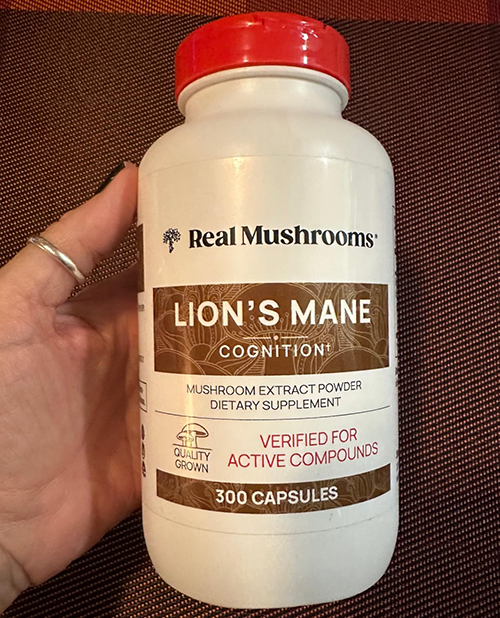 Real Mushrooms®
LION'S MANE
COGNITION†
MUSHROOM EXTRACT POWDER
DIETARY SUPPLEMENT
QUALITY
GROWN
VERIFIED FOR
ACTIVE COMPOUNDS
300 CAPSULES